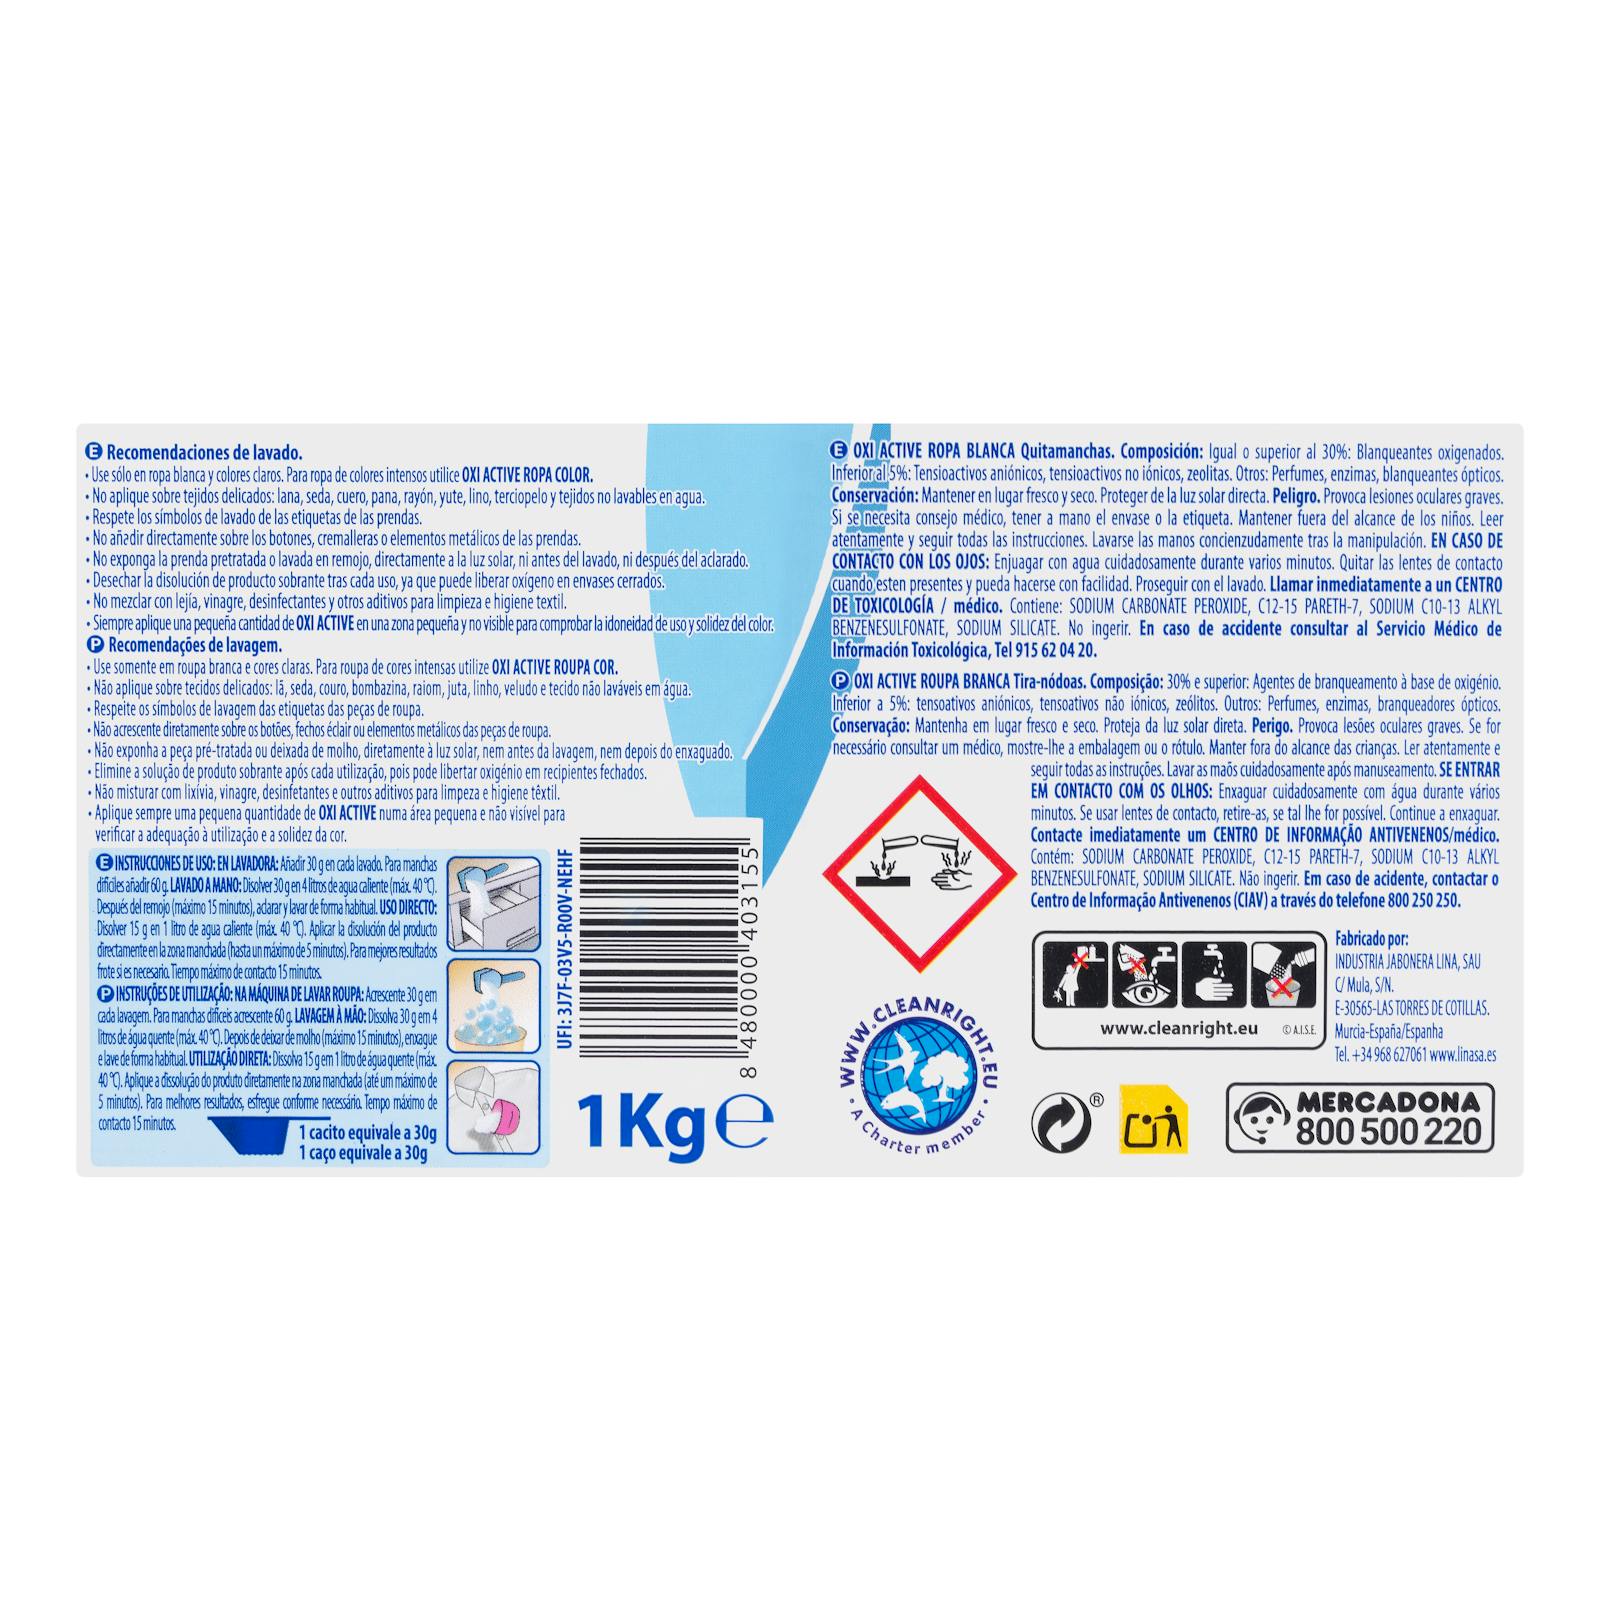 E Recomendaciones de lavado.
• Use sólo en ropa blanca y colores claros. Para ropa de colores intensos utilice OXI ACTIVE ROPA COLOR.
• No aplique sobre tejidos delicados: lana, seda, cuero, pana, rayón, yute, lino, terciopelo y tejidos no lavables en agua.
• Respete los símbolos de lavado de las etiquetas de las prendas.
• No añadir directamente sobre los botones, cremalleras o elementos metálicos de las prendas.
• No exponga la prenda pretratada o lavada en remojo, directamente a la luz solar, ni antes del lavado, ni después del aclarado.
• Desechar la disolución de producto sobrante tras cada uso, ya que puede liberar oxígeno en envases cerrados.
• No mezclar con lejía, vinagre, desinfectantes y otros aditivos para limpieza e higiene textil.
• Siempre aplique una pequeña cantidad de OXI ACTIVE en una zona pequeña y no visible para comprobar la idoneidad de uso y solidez del color.
P Recomendações de lavagem.
• Use somente em roupa branca e cores claras. Para roupa de cores intensas utilize OXI ACTIVE ROUPA COR.
• Não aplique sobre tecidos delicados: lã, seda, couro, bombazina, raiom, juta, linho, veludo e tecido não laváveis em água.
• Respeite os símbolos de lavagem das etiquetas das peças de roupa.
• Não acrescente diretamente sobre os botões, fechos éclair ou elementos metálicos das peças de roupa.
• Não exponha a peça pré-tratada ou deixada de molho, diretamente à luz solar, nem antes da lavagem, nem depois do enxaguado.
• Elimine a solução de produto sobrante após cada utilização, pois pode libertar oxigénio em recipientes fechados.
• Não misturar com lixívia, vinagre, desinfetantes e outros aditivos para limpeza e higiene têxtil.
• Aplique sempre uma pequena quantidade de OXI ACTIVE numa área pequena e não visível para
verificar a adequação à utilização e a solidez da cor.
E INSTRUCCIONES DE USO: EN LAVADORA: Añadir 30 g en cada lavado. Para manchas
difíciles añadir 60 g. LAVADO A MANO: Disolver 30 g en 4 litros de agua caliente (máx. 40 °C).
Después del remojo (máximo 15 minutos), aclarar y lavar de forma habitual. USO DIRECTO:
Disolver 15 g en 1 litro de agua caliente (máx. 40 °C). Aplicar la disolución del producto
directamente en la zona manchada (hasta un máximo de 5 minutos). Para mejores resultados
frote si es necesario. Tiempo máximo de contacto 15 minutos.
P INSTRUÇÕES DE UTILIZAÇÃO: NA MÁQUINA DE LAVAR ROUPA: Acrescente 30 g em
cada lavagem. Para manchas difíceis acrescente 60 g. LAVAGEM À MÃO: Dissolva 30 g em 4
litros de água quente (máx. 40 °C). Depois de deixar de molho (máximo 15 minutos), enxague
e lave de forma habitual. UTILIZAÇÃO DIRETA: Dissolva 15 g em 1 litro de água quente (máx.
40 °C). Aplique a dissolução do produto diretamente na zona manchada (até um máximo de
5 minutos). Para melhores resultados, esfregue conforme necessário. Tempo máximo de
contacto 15 minutos.
1 cacito equivale a 30g
1 caço equivale a 30g
UFI: 3J7F-03V5-R00V-NEHF
8 480000 403155
1Kg e
E OXI ACTIVE ROPA BLANCA Quitamanchas. Composición: Igual o superior al 30%: Blanqueantes oxigenados.
Inferior al 5%: Tensioactivos aniónicos, tensioactivos no iónicos, zeolitas. Otros: Perfumes, enzimas, blanqueantes ópticos.
Conservación: Mantener en lugar fresco y seco. Proteger de la luz solar directa. Peligro. Provoca lesiones oculares graves.
Si se necesita consejo médico, tener a mano el envase o la etiqueta. Mantener fuera del alcance de los niños. Leer
atentamente y seguir todas las instrucciones. Lavarse las manos concienzudamente tras la manipulación. EN CASO DE
CONTACTO CON LOS OJOS: Enjuagar con agua cuidadosamente durante varios minutos. Quitar las lentes de contacto
cuando esten presentes y pueda hacerse con facilidad. Proseguir con el lavado. Llamar inmediatamente a un CENTRO
DE TOXICOLOGÍA / médico. Contiene: SODIUM CARBONATE PEROXIDE, C12-15 PARETH-7, SODIUM C10-13 ALKYL
BENZENESULFONATE, SODIUM SILICATE. No ingerir. En caso de accidente consultar al Servicio Médico de
Información Toxicológica, Tel 915 62 04 20.
P OXI ACTIVE ROUPA BRANCA Tira-nódoas. Composição: 30% e superior: Agentes de branqueamento à base de oxigénio.
Inferior a 5%: tensoativos aniónicos, tensoativos não iónicos, zeólitos. Outros: Perfumes, enzimas, branqueadores ópticos.
Conservação: Mantenha em lugar fresco e seco. Proteja da luz solar direta. Perigo. Provoca lesões oculares graves. Se for
necessário consultar um médico, mostre-lhe a embalagem ou o rótulo. Manter fora do alcance das crianças. Ler atentamente e
seguir todas as instruções. Lavar as maõs cuidadosamente após manuseamento. SE ENTRAR
EM CONTACTO COM OS OLHOS: Enxaguar cuidadosamente com água durante vários
minutos. Se usar lentes de contacto, retire-as, se tal lhe for possível. Continue a enxaguar.
Contacte imediatamente um CENTRO DE INFORMAÇÃO ANTIVENENOS/médico.
Contém: SODIUM CARBONATE PEROXIDE, C12-15 PARETH-7, SODIUM C10-13 ALKYL
BENZENESULFONATE, SODIUM SILICATE. Não ingerir. Em caso de acidente, contactar o
Centro de Informação Antivenenos (CIAV) a través do telefone 800 250 250.
www.cleanright.eu © A.I.S.E.
Fabricado por:
INDUSTRIA JABONERA LINA, SAU
C/ Mula, S/N.
E-30565-LAS TORRES DE COTILLAS.
Murcia-España/Espanha
Tel. +34 968 627061 www.linasa.es
WWW.CLEANRIGHT.EU
• A Charter member •
®
MERCADONA
800 500 220